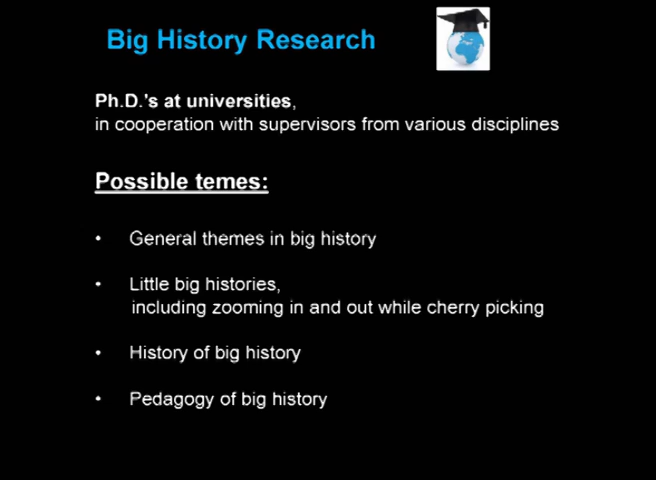 Big History Research
Ph.D.'s at universities,
in cooperation with supervisors from various disciplines
Possible temes:
• General themes in big history
• Little big histories,
including zooming in and out while cherry picking
• History of big history
• Pedagogy of big history